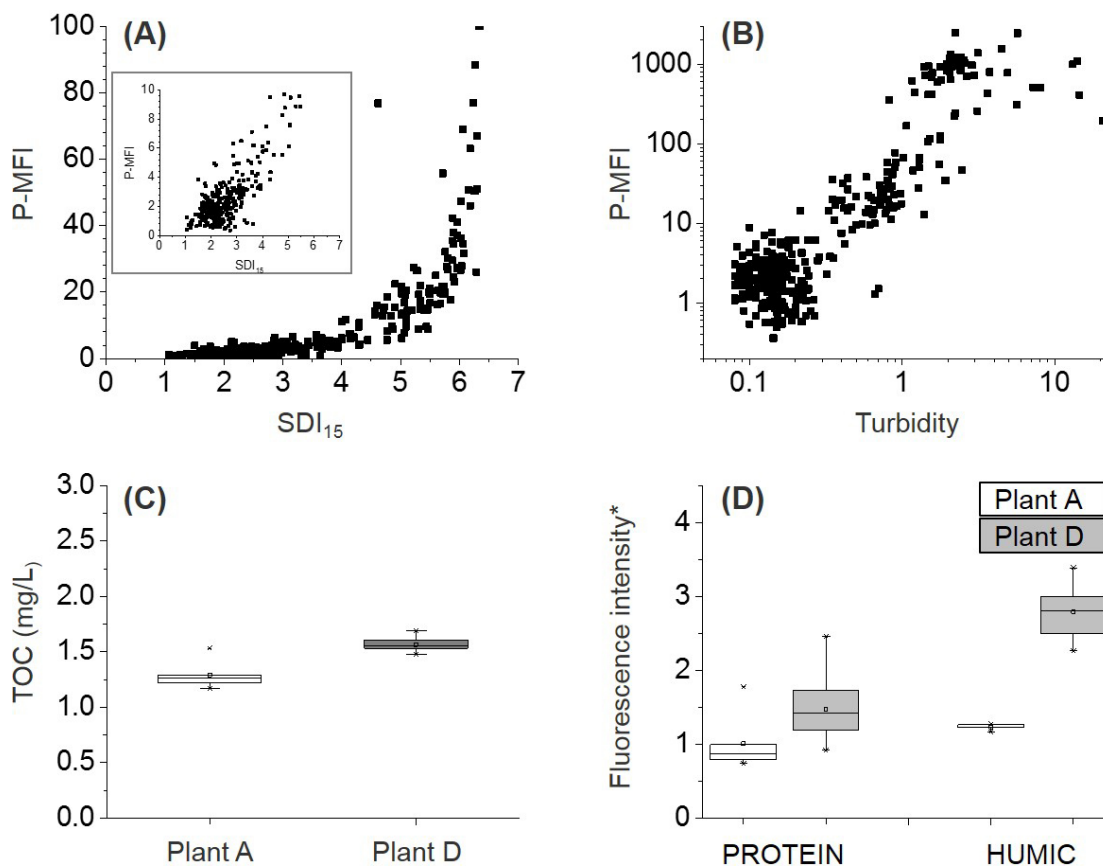 (A)
P-MFI
100
80
60
40
20
0
0 1 2 3 4 5 6 7
SDI15
P-MFI
10
8
6
4
2
0
0 1 2 3 4 5 6 7
SDI15
(B)
P-MFI
1000
100
10
1
0.1 1 10
Turbidity
(C)
TOC (mg/L)
3.0
2.5
2.0
1.5
1.0
0.5
0.0
Plant A Plant D
(D)
Fluorescence intensity*
4
3
2
1
0
Plant A
Plant D
PROTEIN HUMIC